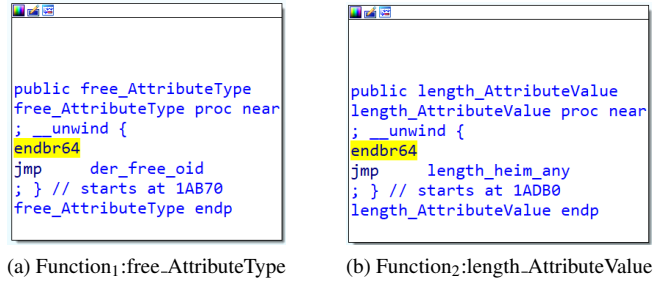 public free_AttributeType
free_AttributeType proc near
; __unwind {
endbr64
jmp     der_free_oid
; } // starts at 1AB70
free_AttributeType endp
(a) Function₁:free_AttributeType
public length_AttributeValue
length_AttributeValue proc near
; __unwind {
endbr64
jmp     length_heim_any
; } // starts at 1ADB0
length_AttributeValue endp
(b) Function₂:length_AttributeValue